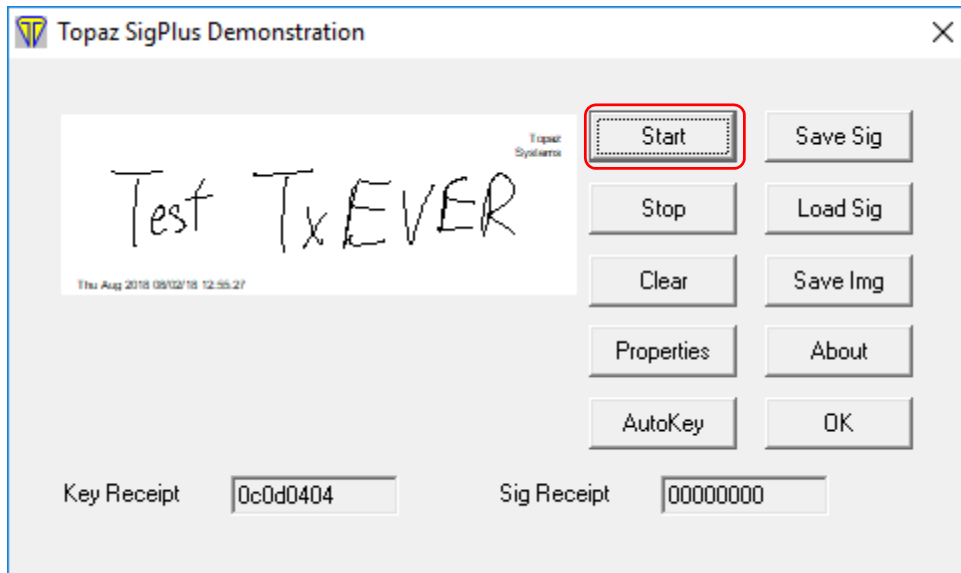 Topaz SigPlus Demonstration
Topaz
Systems
Test TxEVER
Thu Aug 2018 08/02/18 12:55:27
Start
Save Sig
Stop
Load Sig
Clear
Save Img
Properties
About
AutoKey
OK
Key Receipt 0c0d0404 Sig Receipt 00000000